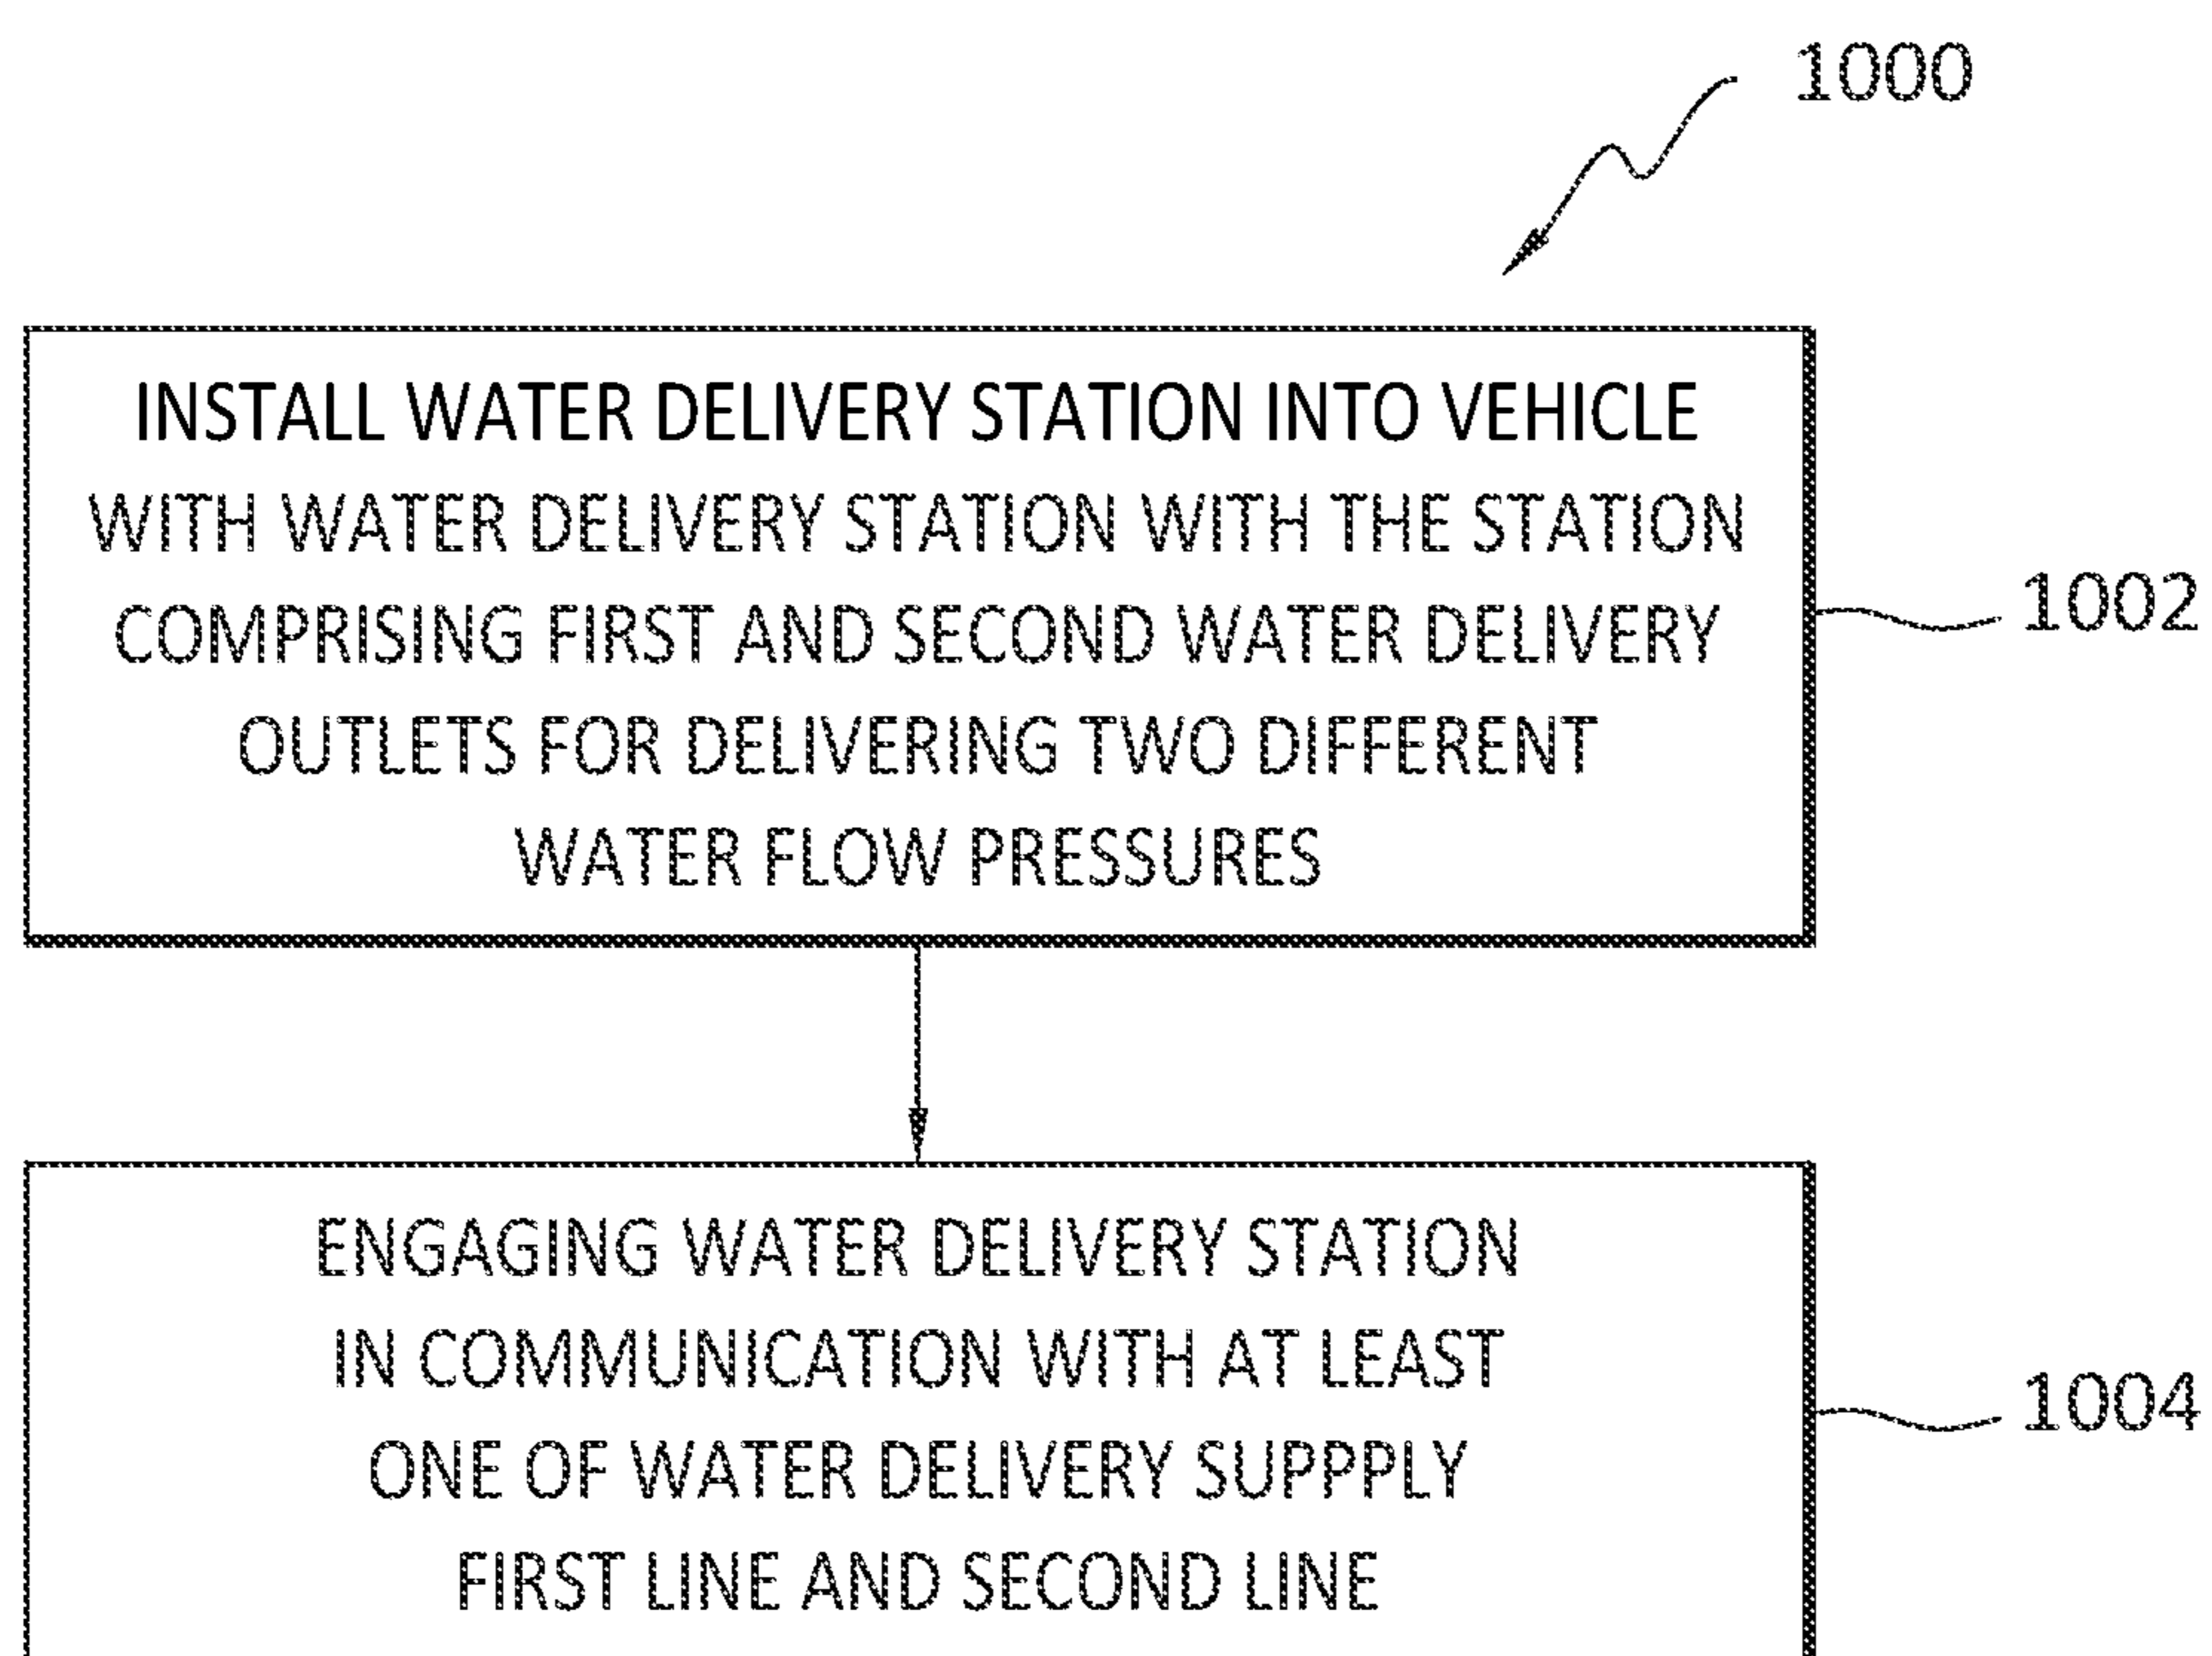 1000
INSTALL WATER DELIVERY STATION INTO VEHICLE
WITH WATER DELIVERY STATION WITH THE STATION
COMPRISING FIRST AND SECOND WATER DELIVERY
OUTLETS FOR DELIVERING TWO DIFFERENT
WATER FLOW PRESSURES
1002
ENGAGING WATER DELIVERY STATION
IN COMMUNICATION WITH AT LEAST
ONE OF WATER DELIVERY SUPPPLY
FIRST LINE AND SECOND LINE
1004